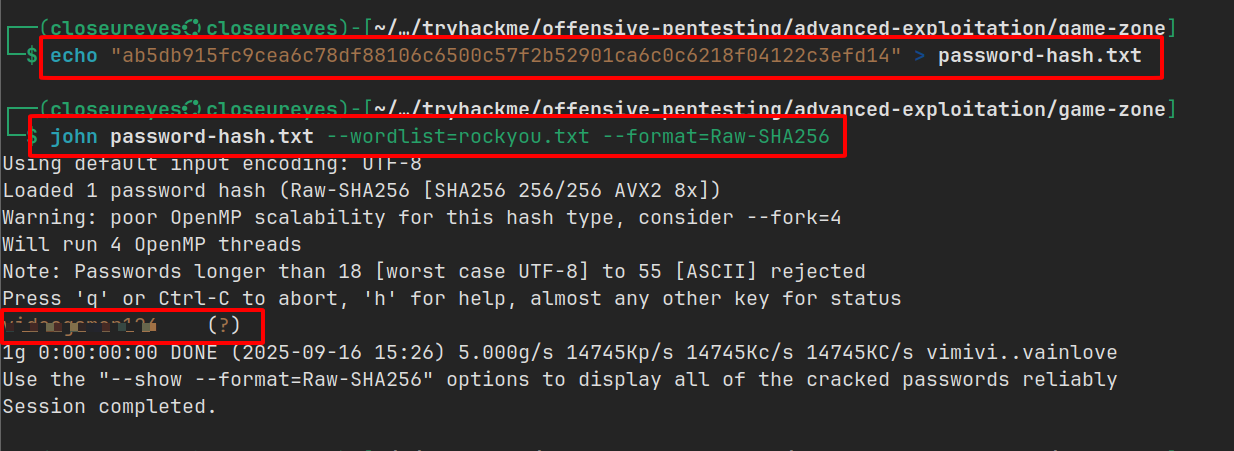 ┌──(closeureyes㉿closeureyes)-[~/…/tryhackme/offensive-pentesting/advanced-exploitation/game-zone]
└─$ echo "ab5db915fc9cea6c78df88106c6500c57f2b52901ca6c0c6218f04122c3efd14" > password-hash.txt
┌──(closeureyes㉿closeureyes)-[~/…/tryhackme/offensive-pentesting/advanced-exploitation/game-zone]
└─$ john password-hash.txt --wordlist=rockyou.txt --format=Raw-SHA256
Using default input encoding: UTF-8
Loaded 1 password hash (Raw-SHA256 [SHA256 256/256 AVX2 8x])
Warning: poor OpenMP scalability for this hash type, consider --fork=4
Will run 4 OpenMP threads
Note: Passwords longer than 18 [worst case UTF-8] to 55 [ASCII] rejected
Press 'q' or Ctrl-C to abort, 'h' for help, almost any other key for status
(?)
1g 0:00:00:00 DONE (2025-09-16 15:26) 5.000g/s 14745Kp/s 14745Kc/s 14745KC/s vimivi..vainlove
Use the "--show --format=Raw-SHA256" options to display all of the cracked passwords reliably
Session completed.